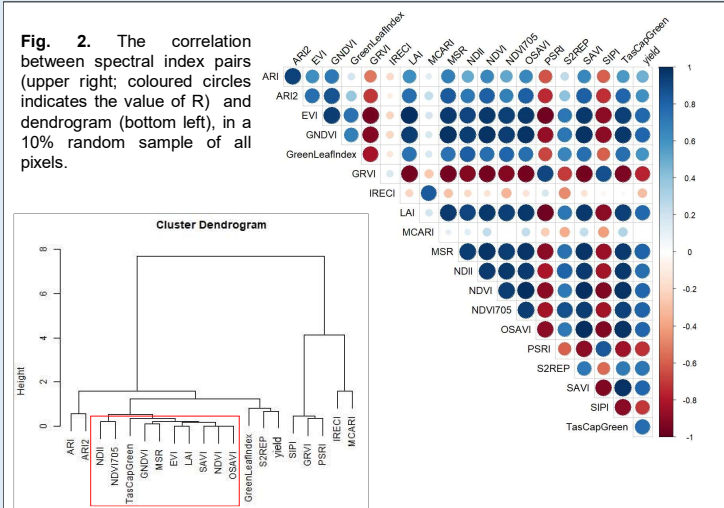 Fig. 2. The correlation
between spectral index pairs
(upper right; coloured circles
indicates the value of R) and
dendrogram (bottom left), in a
10% random sample of all
pixels.
ARI2
EVI
GNDVI
GreenLeafIndex
GRVI
IRECI
LAI
MCARI
MSR
NDII
NDVI
NDVI705
OSAVI
PSRI
S2REP
SAVI
SIPI
TasCapGreen
yield
ARI
ARI2
EVI
GNDVI
GreenLeafIndex
GRVI
IRECI
LAI
MCARI
MSR
NDII
NDVI
NDVI705
OSAVI
PSRI
S2REP
SAVI
SIPI
TasCapGreen
1
0.8
0.6
0.4
0.2
0
-0.2
-0.4
-0.6
-0.8
-1
Cluster Dendrogram
Height
8
6
4
2
0
ARI
ARI2
NDII
NDVI705
TasCapGreen
GNDVI
MSR
EVI
LAI
SAVI
NDVI
OSAVI
GreenLeafIndex
S2REP
yield
SIPI
GRVI
PSRI
IRECI
MCARI